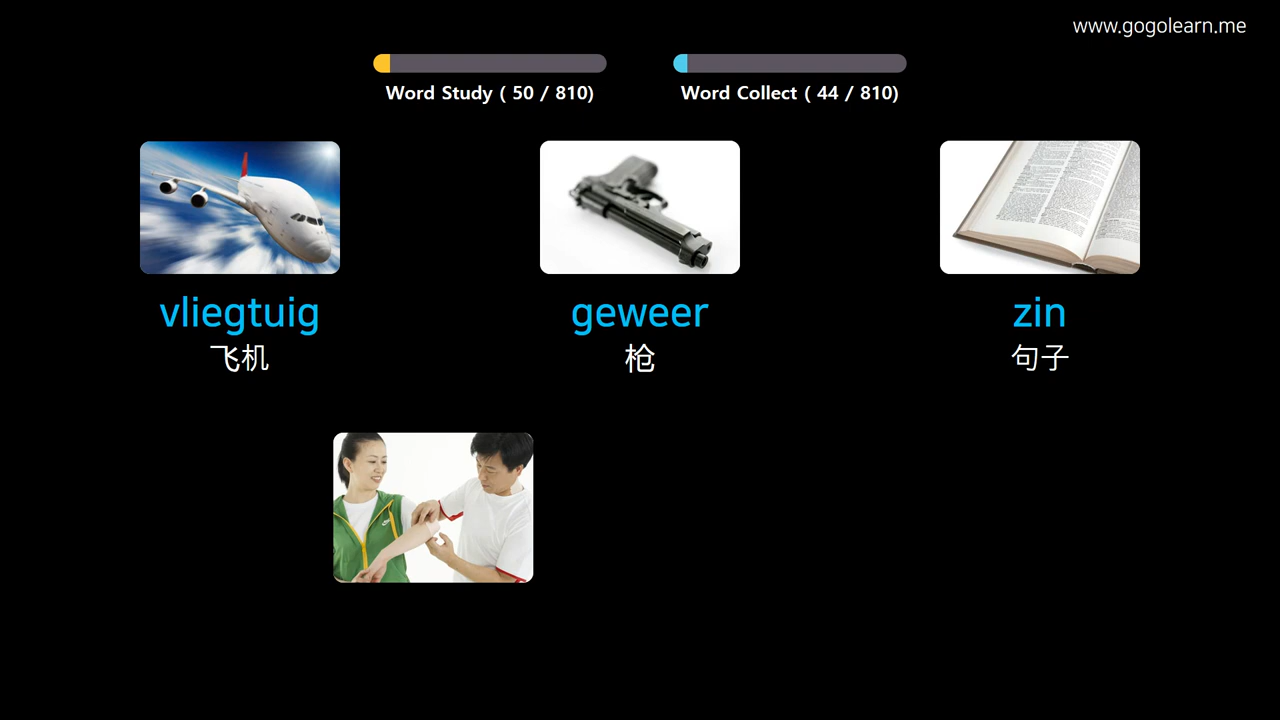 www.gogolearn.me
Word Study ( 50 / 810)
Word Collect ( 44 / 810)
vliegtuig
飞机
geweer
枪
zin
句子